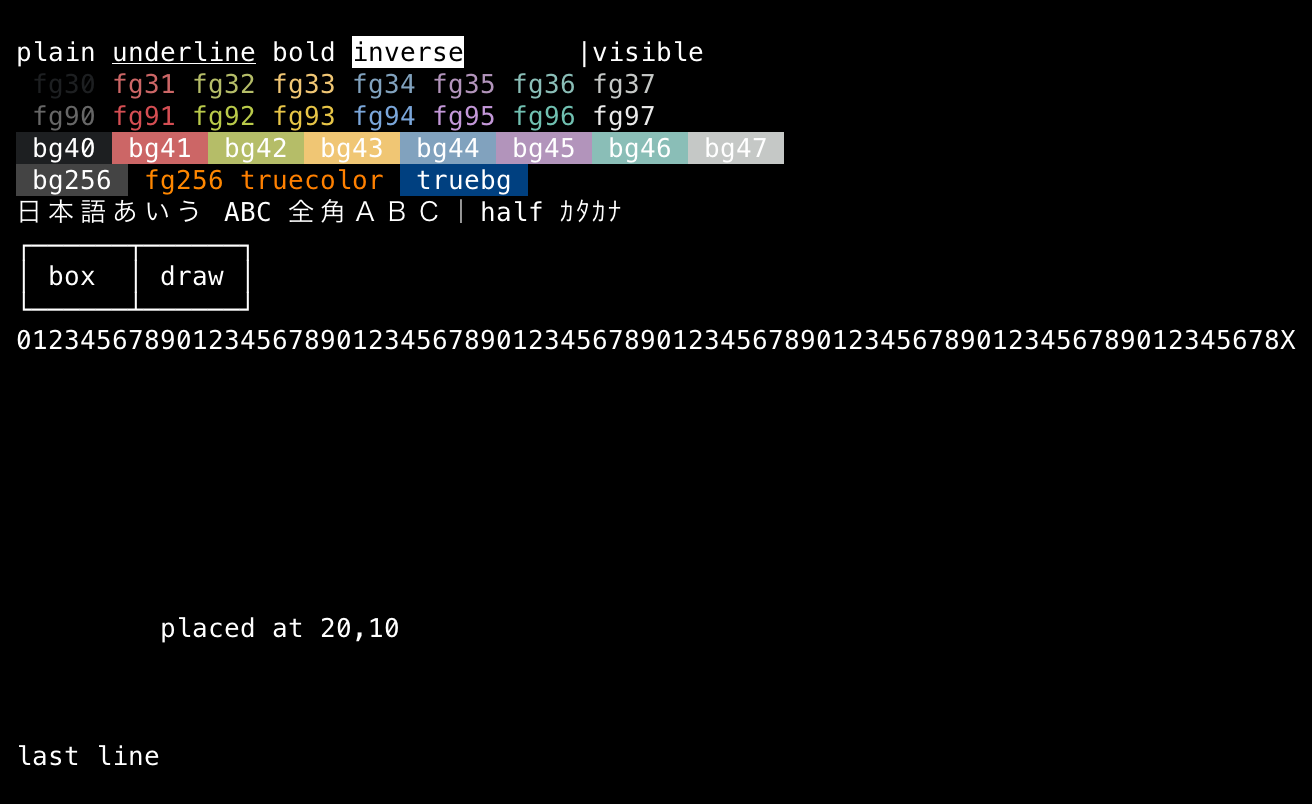 plain underline bold inverse |visible
fg30 fg31 fg32 fg33 fg34 fg35 fg36 fg37
fg90 fg91 fg92 fg93 fg94 fg95 fg96 fg97
bg40 bg41 bg42 bg43 bg44 bg45 bg46 bg47
bg256 fg256 truecolor truebg
日本語あいう ABC 全角ＡＢＣ｜half ｶﾀｶﾅ
box draw
0123456789012345678901234567890123456789012345678901234567890123456789012345678X
placed at 20,10
last line